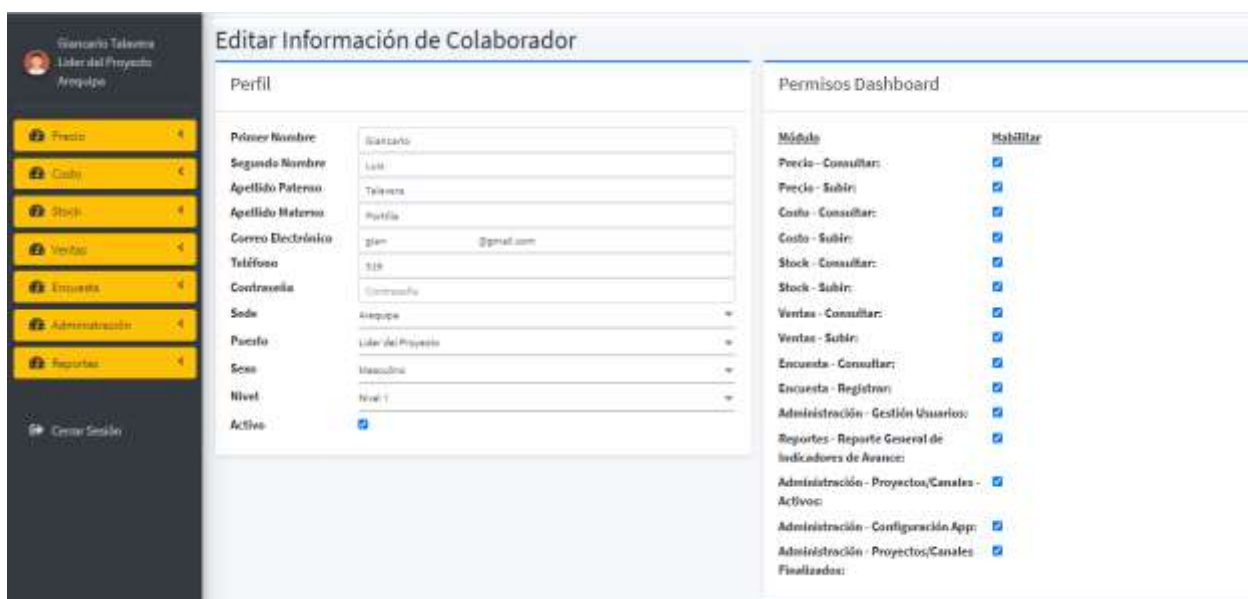 Giancarlo Talavera
Lider del Proyecto
Arequipa
Precio
Costo
Stock
Ventas
Encuesta
Administración
Reportes
Cerrar Sesión
Editar Información de Colaborador
Perfil
Primer Nombre Giancarlo
Segundo Nombre Luis
Apellido Paterno Talavera
Apellido Materno Portilla
Correo Electrónico gian @gmail.com
Teléfono
Contraseña Contraseña
Sede Arequipa
Puesto Lider del Proyecto
Sexo Masculino
Nivel Nivel 1
Activo
Permisos Dashboard
Módulo Habilitar
Precio - Consultar:
Precio - Subir:
Costo - Consultar:
Costo - Subir:
Stock - Consultar:
Stock - Subir:
Ventas - Consultar:
Ventas - Subir:
Encuesta - Consultar:
Encuesta - Registrar:
Administración - Gestión Usuarios:
Reportes - Reporte General de
Indicadores de Avance:
Administración - Proyectos/Canales -
Activos:
Administración - Configuración App:
Administración - Proyectos/Canales
Finalizados: